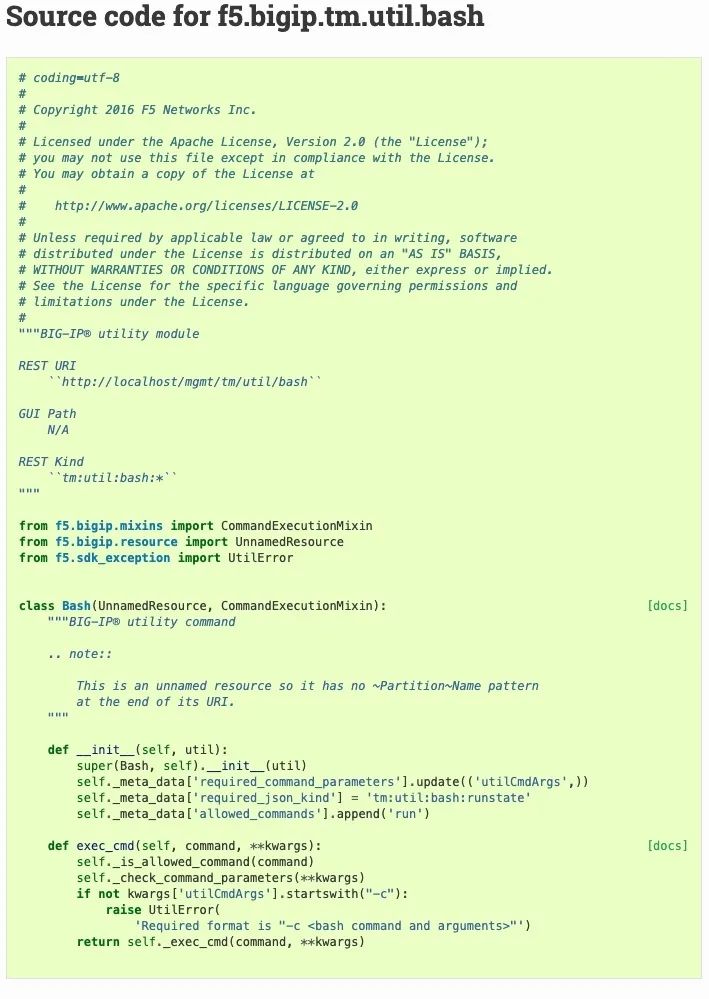 Source code for f5.bigip.tm.util.bash
# coding=utf-8
#
# Copyright 2016 F5 Networks Inc.
#
# Licensed under the Apache License, Version 2.0 (the "License");
# you may not use this file except in compliance with the License.
# You may obtain a copy of the License at
#
#    http://www.apache.org/licenses/LICENSE-2.0
#
# Unless required by applicable law or agreed to in writing, software
# distributed under the License is distributed on an "AS IS" BASIS,
# WITHOUT WARRANTIES OR CONDITIONS OF ANY KIND, either express or implied.
# See the License for the specific language governing permissions and
# limitations under the License.
#
"""BIG-IP® utility module

REST URI
    ``http://localhost/mgmt/tm/util/bash``

GUI Path
    N/A

REST Kind
    ``tm:util:bash:*``
"""

from f5.bigip.mixins import CommandExecutionMixin
from f5.bigip.resource import UnnamedResource
from f5.sdk_exception import UtilError


class Bash(UnnamedResource, CommandExecutionMixin): [docs]
    """BIG-IP® utility command

    .. note::

        This is an unnamed resource so it has no ~Partition~Name pattern
        at the end of its URI.
    """

    def __init__(self, util):
        super(Bash, self).__init__(util)
        self._meta_data['required_command_parameters'].update(('utilCmdArgs',))
        self._meta_data['required_json_kind'] = 'tm:util:bash:runstate'
        self._meta_data['allowed_commands'].append('run')

    def exec_cmd(self, command, **kwargs): [docs]
        self._is_allowed_command(command)
        self._check_command_parameters(**kwargs)
        if not kwargs['utilCmdArgs'].startswith("-c"):
            raise UtilError(
                'Required format is "-c <bash command and arguments>"')
        return self._exec_cmd(command, **kwargs)